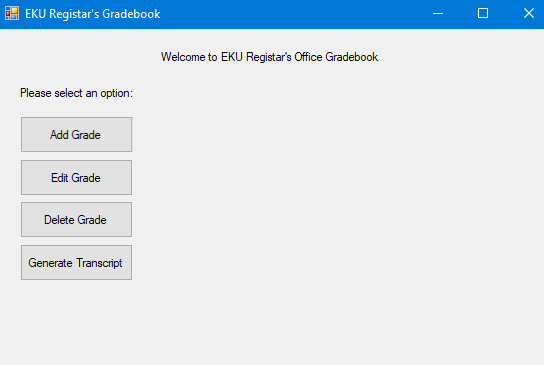 EKU Registar's Gradebook
Welcome to EKU Registar's Office Gradebook
Please select an option:
Add Grade
Edit Grade
Delete Grade
Generate Transcript